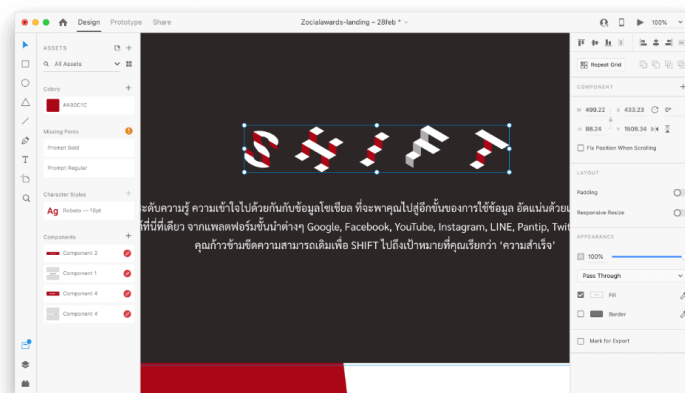 Design Prototype Share
Zocialawards-landing – 28feb *
100%
ASSETS
All Assets
Repeat Grid
Colors
COMPONENT
#A80C1C
W 499.22 X 433.23 0°
H 88.24 Y 1508.34
Missing Fonts
Prompt Bold
Fix Position When Scrolling
Prompt Regular
SHIFT
LAYOUT
Padding
Character Styles
Responsive Resize
Ag Roboto — 16pt
ระดับความรู้ ความเข้าใจไปด้วยกันกับข้อมูลโซเชียล ที่จะพาคุณไปสู่อีกขั้นของการใช้ข้อมูล อัดแน่นด้วย
ที่นี่ที่เดียว จากแพลตฟอร์มชั้นนำต่างๆ Google, Facebook, YouTube, Instagram, LINE, Pantip, Twit
คุณก้าวข้ามขีดความสามารถเดิมเพื่อ SHIFT ไปถึงเป้าหมายที่คุณเรียกว่า ‘ความสำเร็จ’
Components
APPEARANCE
Component 2
100%
Component 1
Pass Through
Component 4
Fill
Component 4
Border
Mark for Export